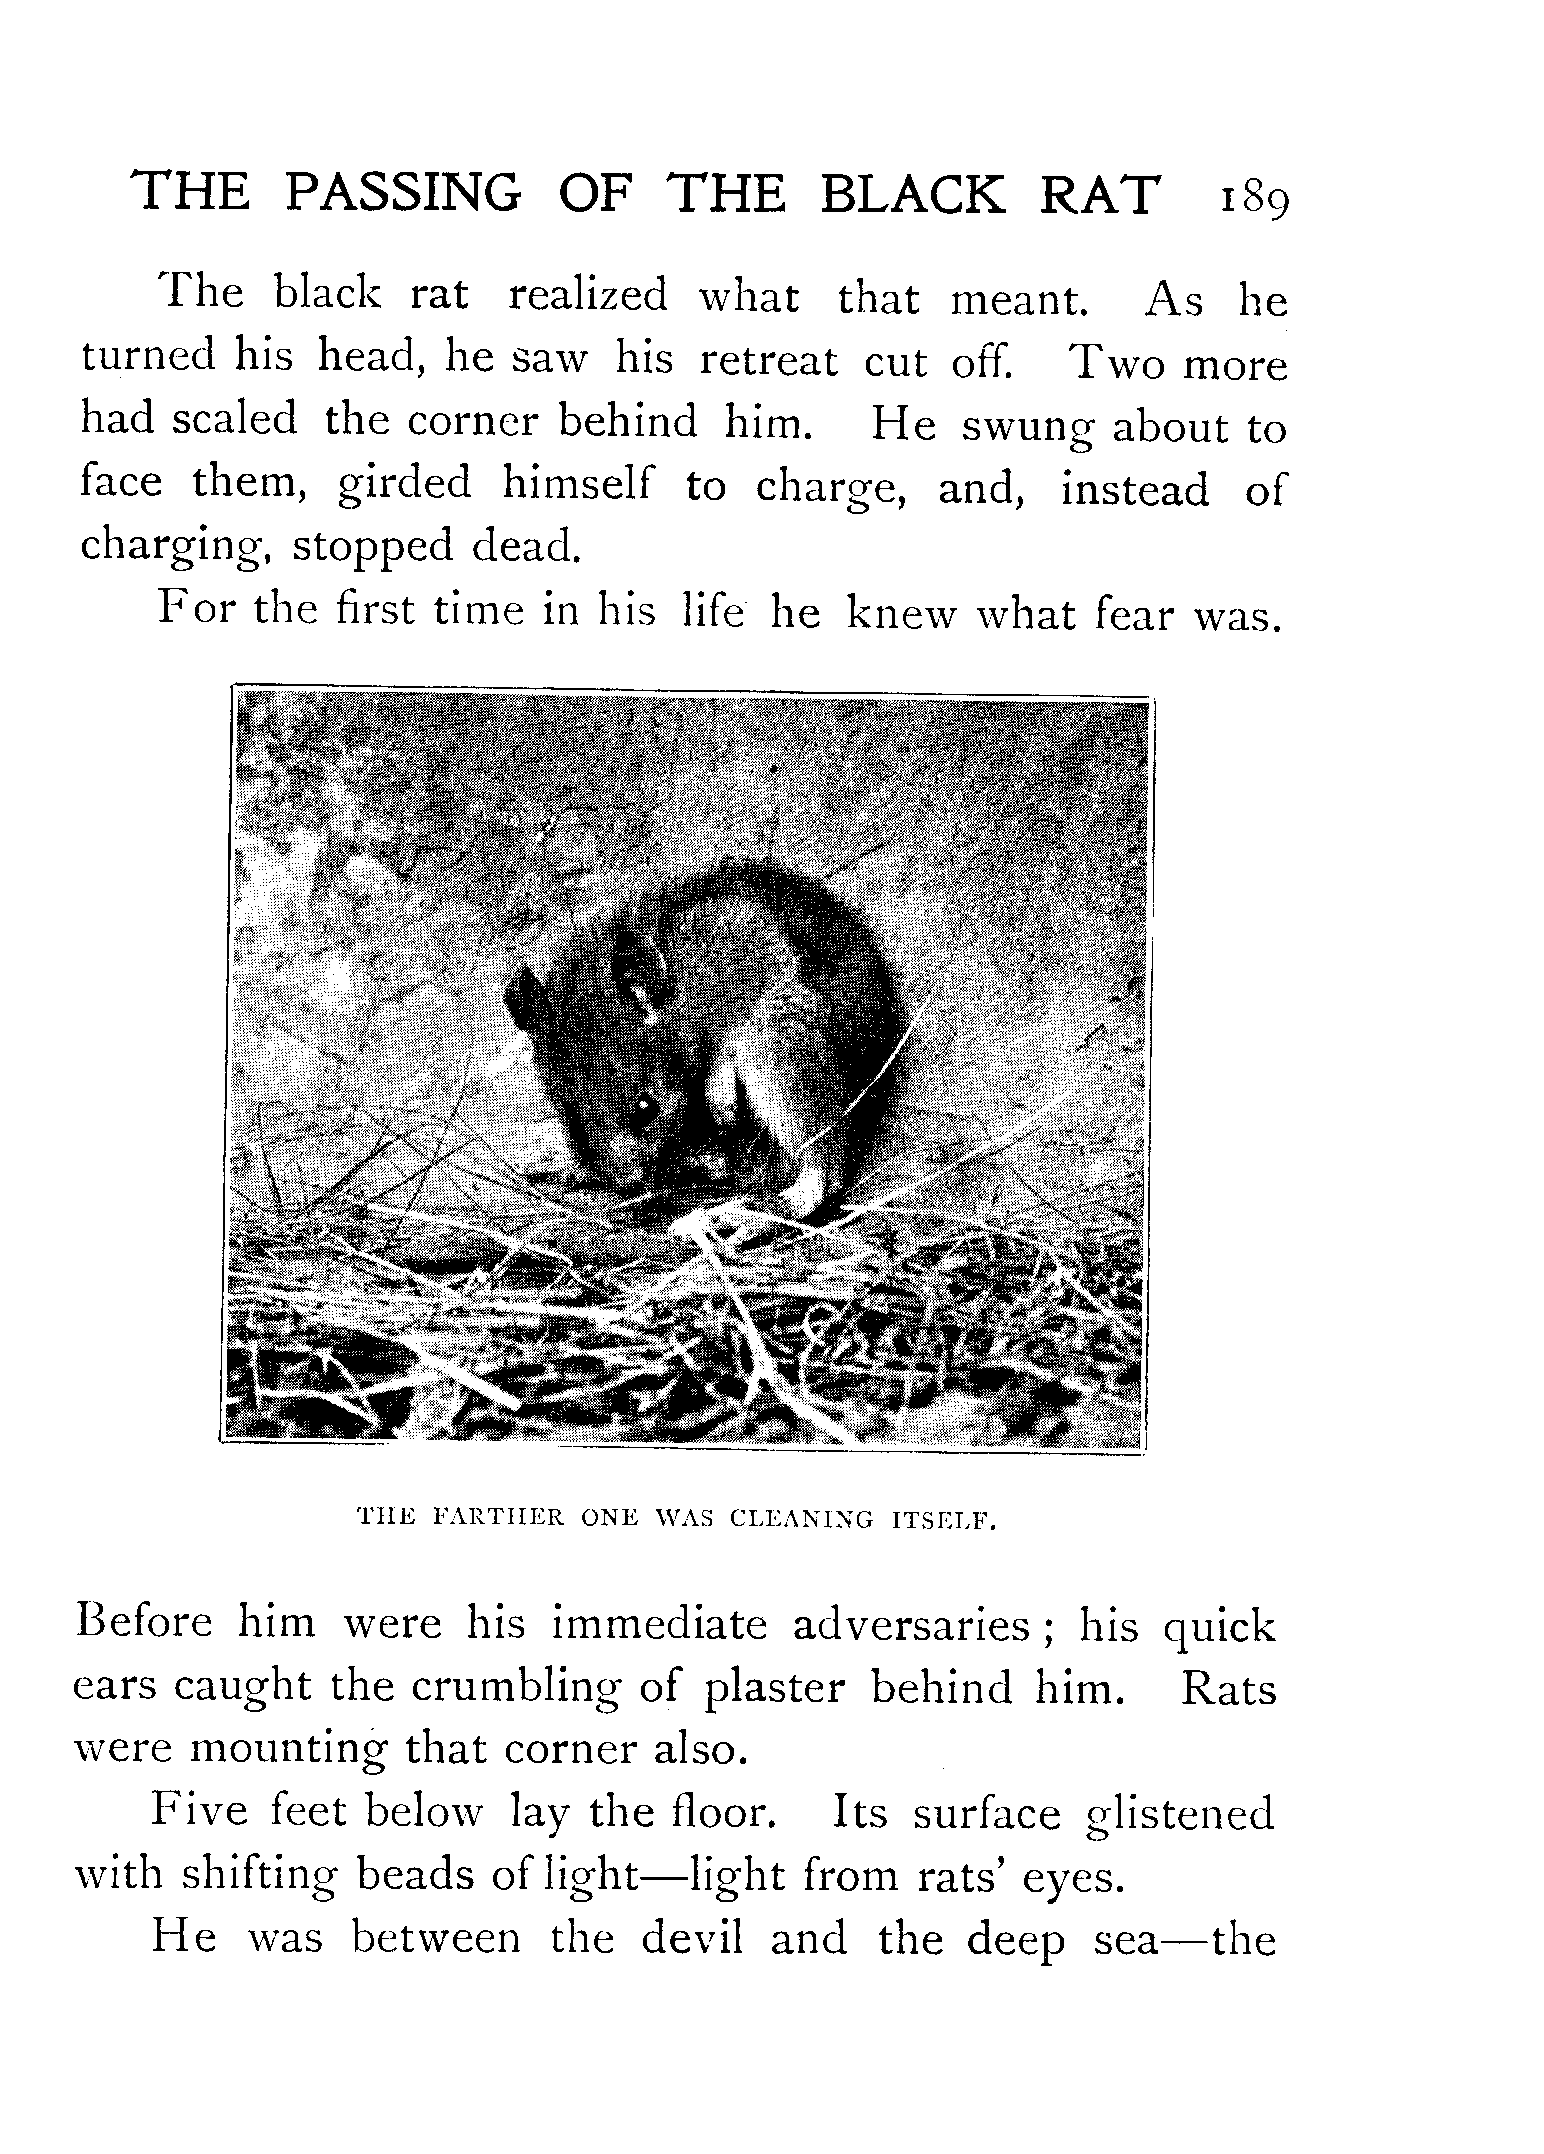 THE PASSING OF THE BLACK RAT 189
The black rat realized what that meant. As he
turned his head, he saw his retreat cut off. Two more
had scaled the corner behind him. He swung about to
face them, girded himself to charge, and, instead of
charging, stopped dead.
For the first time in his life he knew what fear was.
THE FARTHER ONE WAS CLEANING ITSELF.
Before him were his immediate adversaries; his quick
ears caught the crumbling of plaster behind him. Rats
were mounting that corner also.
Five feet below lay the floor. Its surface glistened
with shifting beads of light—light from rats' eyes.
He was between the devil and the deep sea—the